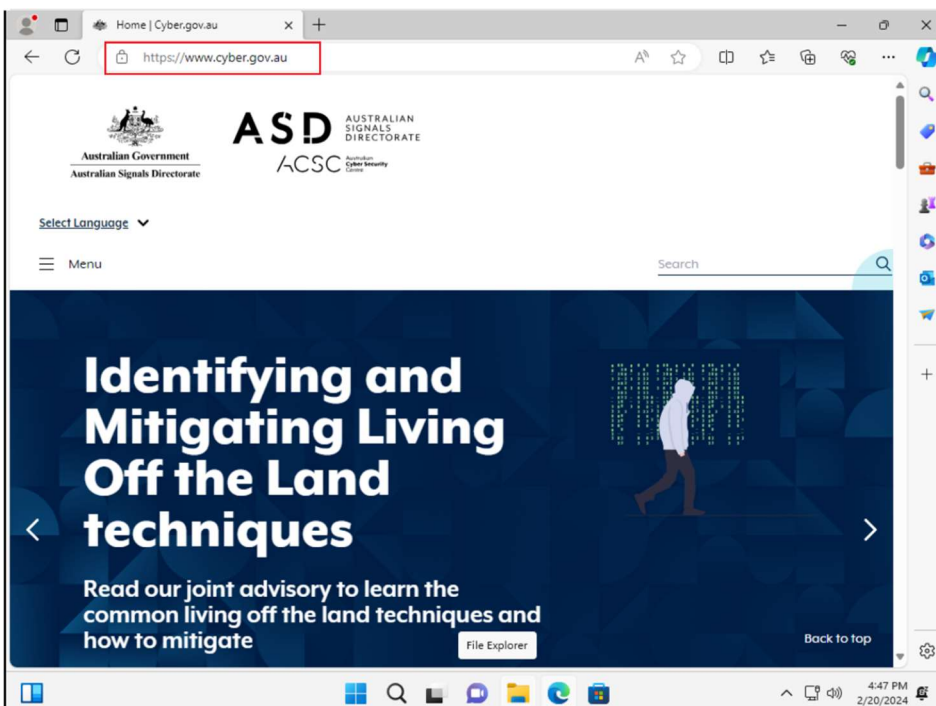 Home | Cyber.gov.au
https://www.cyber.gov.au
Australian Government
Australian Signals Directorate
ASD
AUSTRALIAN
SIGNALS
DIRECTORATE
ACSC
Australian
Cyber Security
Centre
Select Language
Menu
Search
Identifying and
Mitigating Living
Off the Land
techniques
Read our joint advisory to learn the
common living off the land techniques and
how to mitigate
File Explorer
Back to top
4:47 PM
2/20/2024